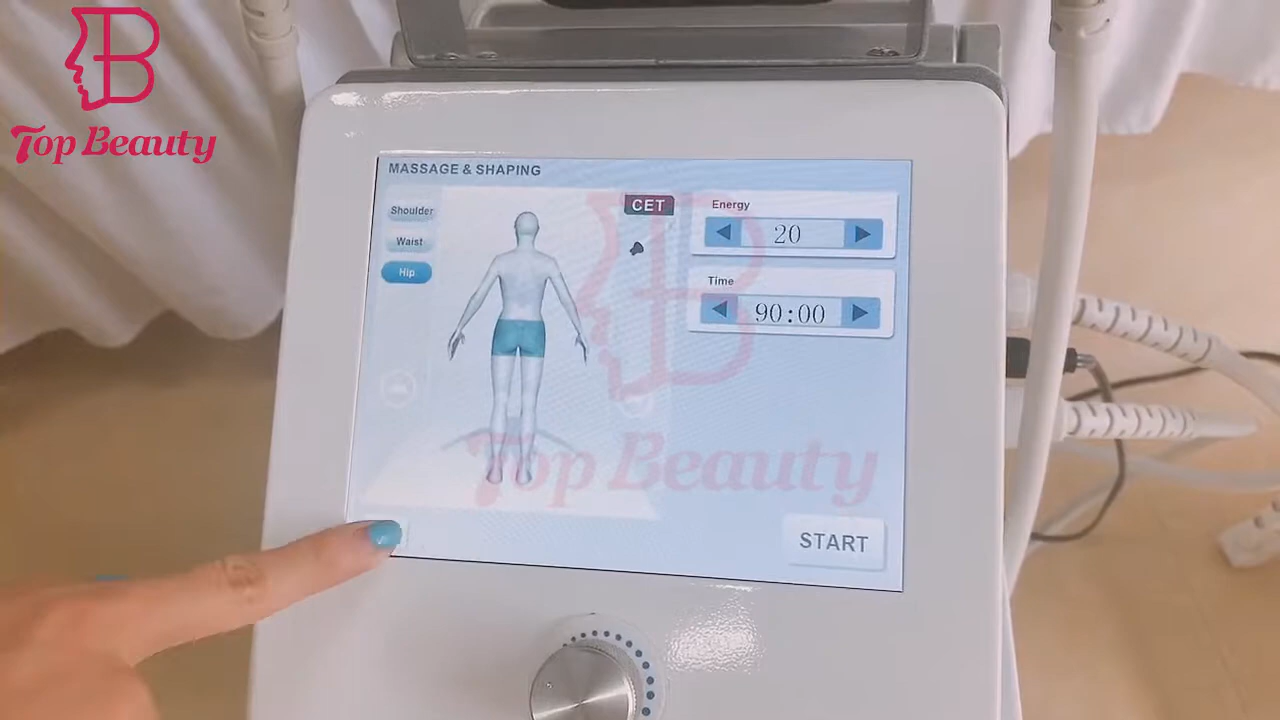 B
Top Beauty
MASSAGE & SHAPING
Shoulder
Waist
Hip
CET
Energy
20
Time
90:00
B
Top Beauty
START